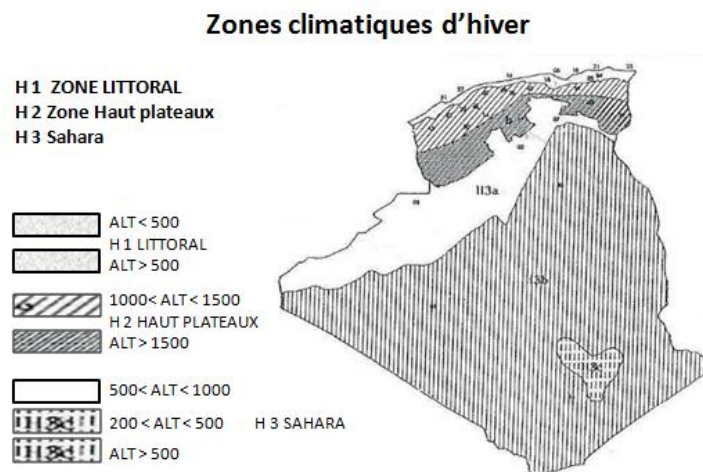 Zones climatiques d’hiver
H 1 ZONE LITTORAL
H 2 Zone Haut plateaux
H 3 Sahara
ALT< 500
H 1 LITTORAL
ALT> 500
1000< ALT< 1500
H 2 HAUT PLATEAUX
ALT> 1500
500< ALT< 1000
200 < ALT< 500 H 3 SAHARA
ALT> 500
H3a